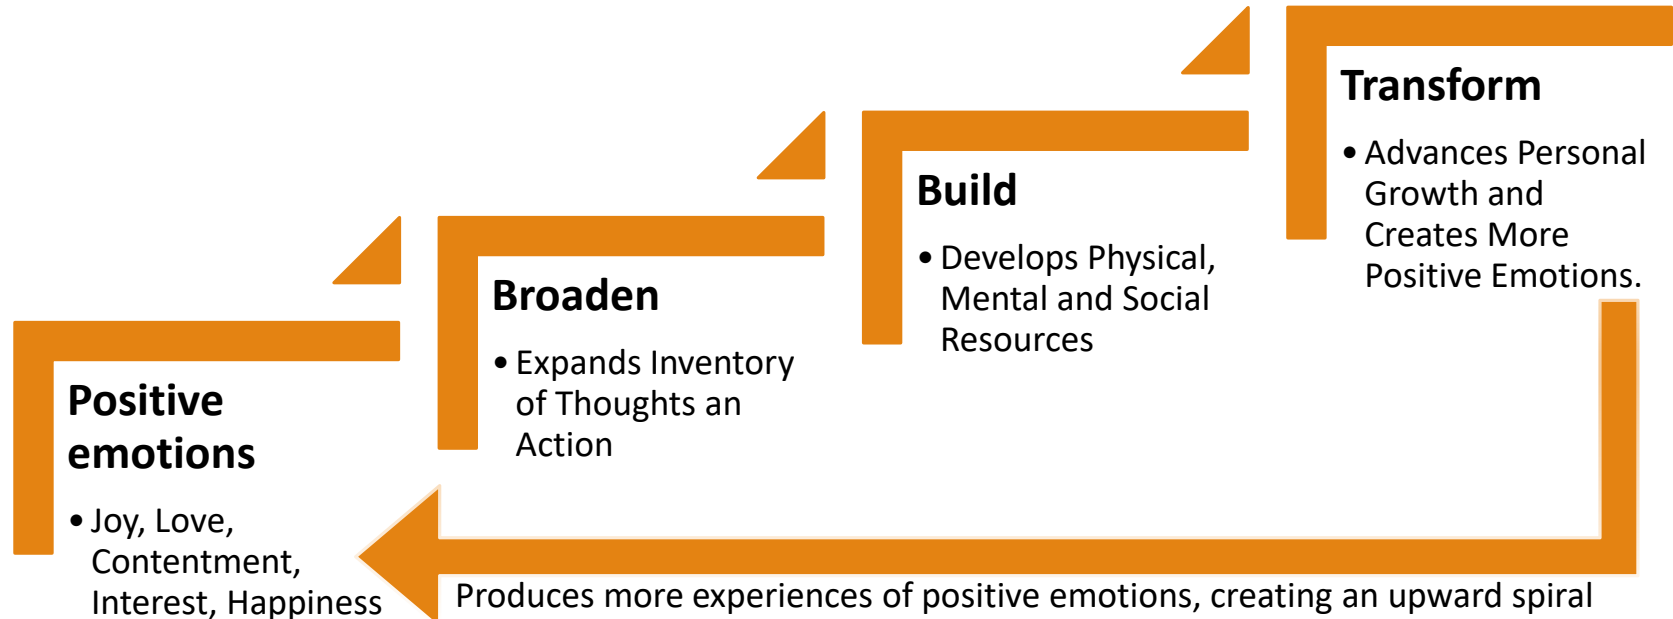 Positive
emotions
• Joy, Love,
Contentment,
Interest, Happiness
Broaden
• Expands Inventory
of Thoughts an
Action
Build
• Develops Physical,
Mental and Social
Resources
Transform
• Advances Personal
Growth and
Creates More
Positive Emotions.
Produces more experiences of positive emotions, creating an upward spiral